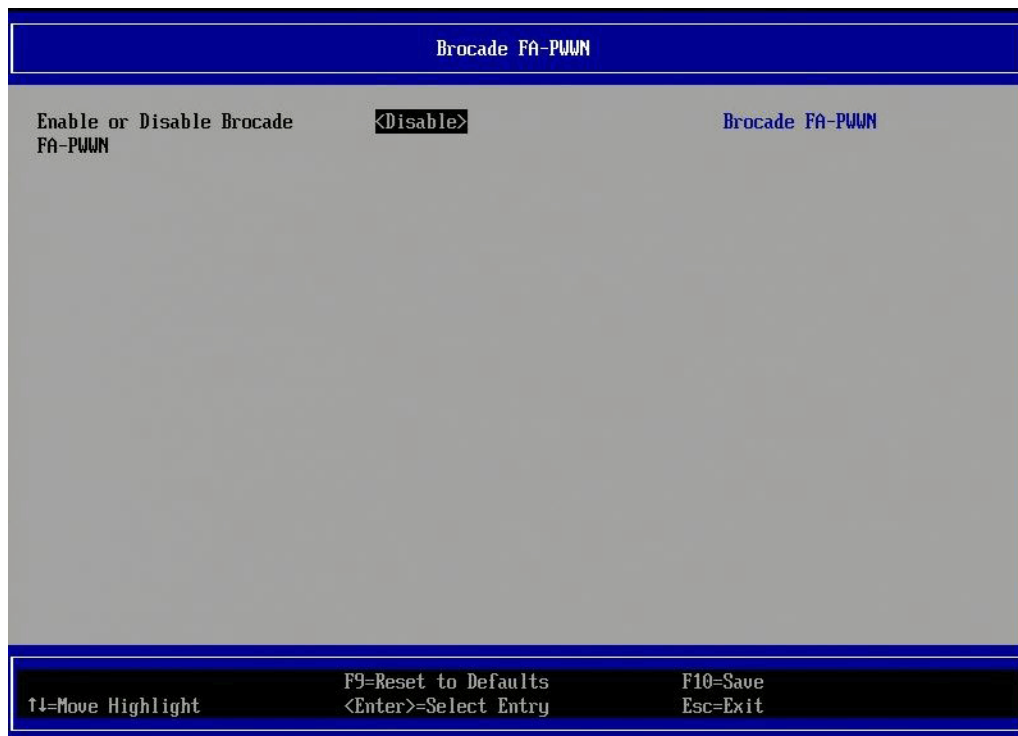 Brocade FA-PWWN
Enable or Disable Brocade <Disable> Brocade FA-PWWN
FA-PWWN
F9=Reset to Defaults F10=Save
↑↓=Move Highlight <Enter>=Select Entry Esc=Exit